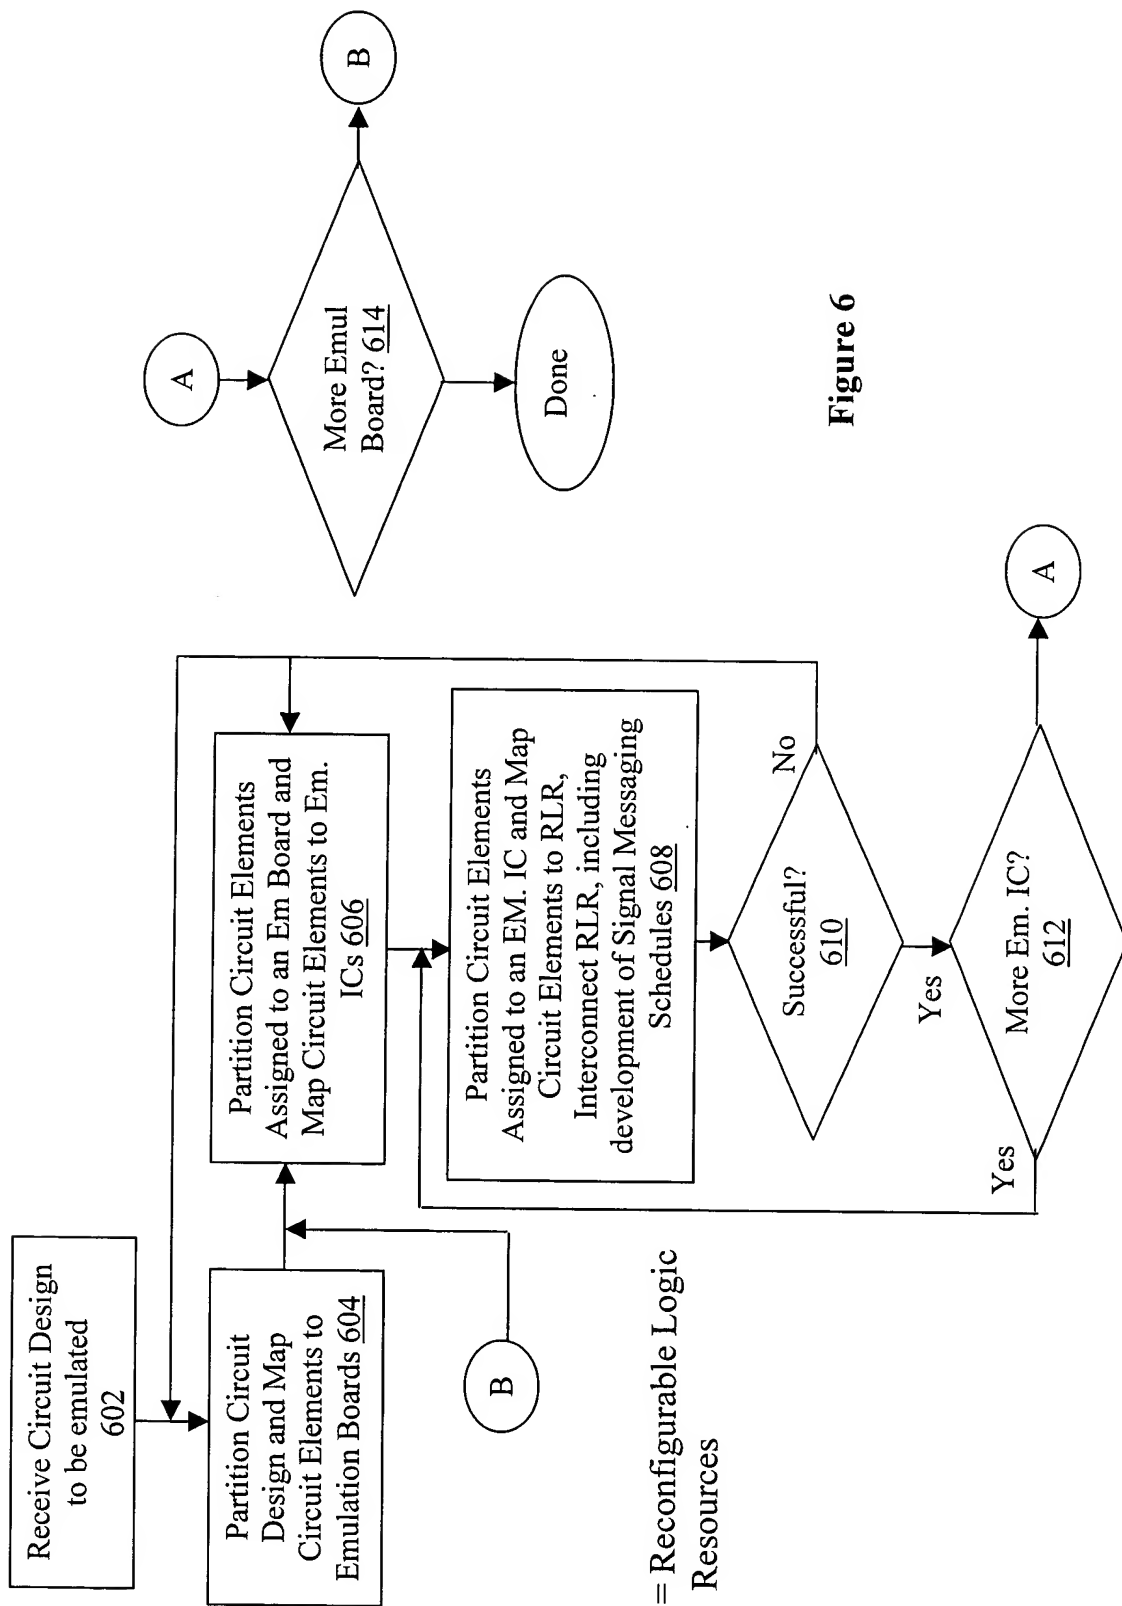 Receive Circuit Design
to be emulated
602
Partition Circuit
Design and Map
Circuit Elements to
Emulation Boards 604
B
= Reconfigurable Logic
Resources
Partition Circuit Elements
Assigned to an Em Board and
Map Circuit Elements to Em.
ICs 606
Partition Circuit Elements
Assigned to an EM. IC and Map
Circuit Elements to RLR,
Interconnect RLR, including
development of Signal Messaging
Schedules 608
Successful?
610
No
Yes
More Em. IC?
612
Yes
A
A
More Emul
Board? 614
B
Done
Figure 6